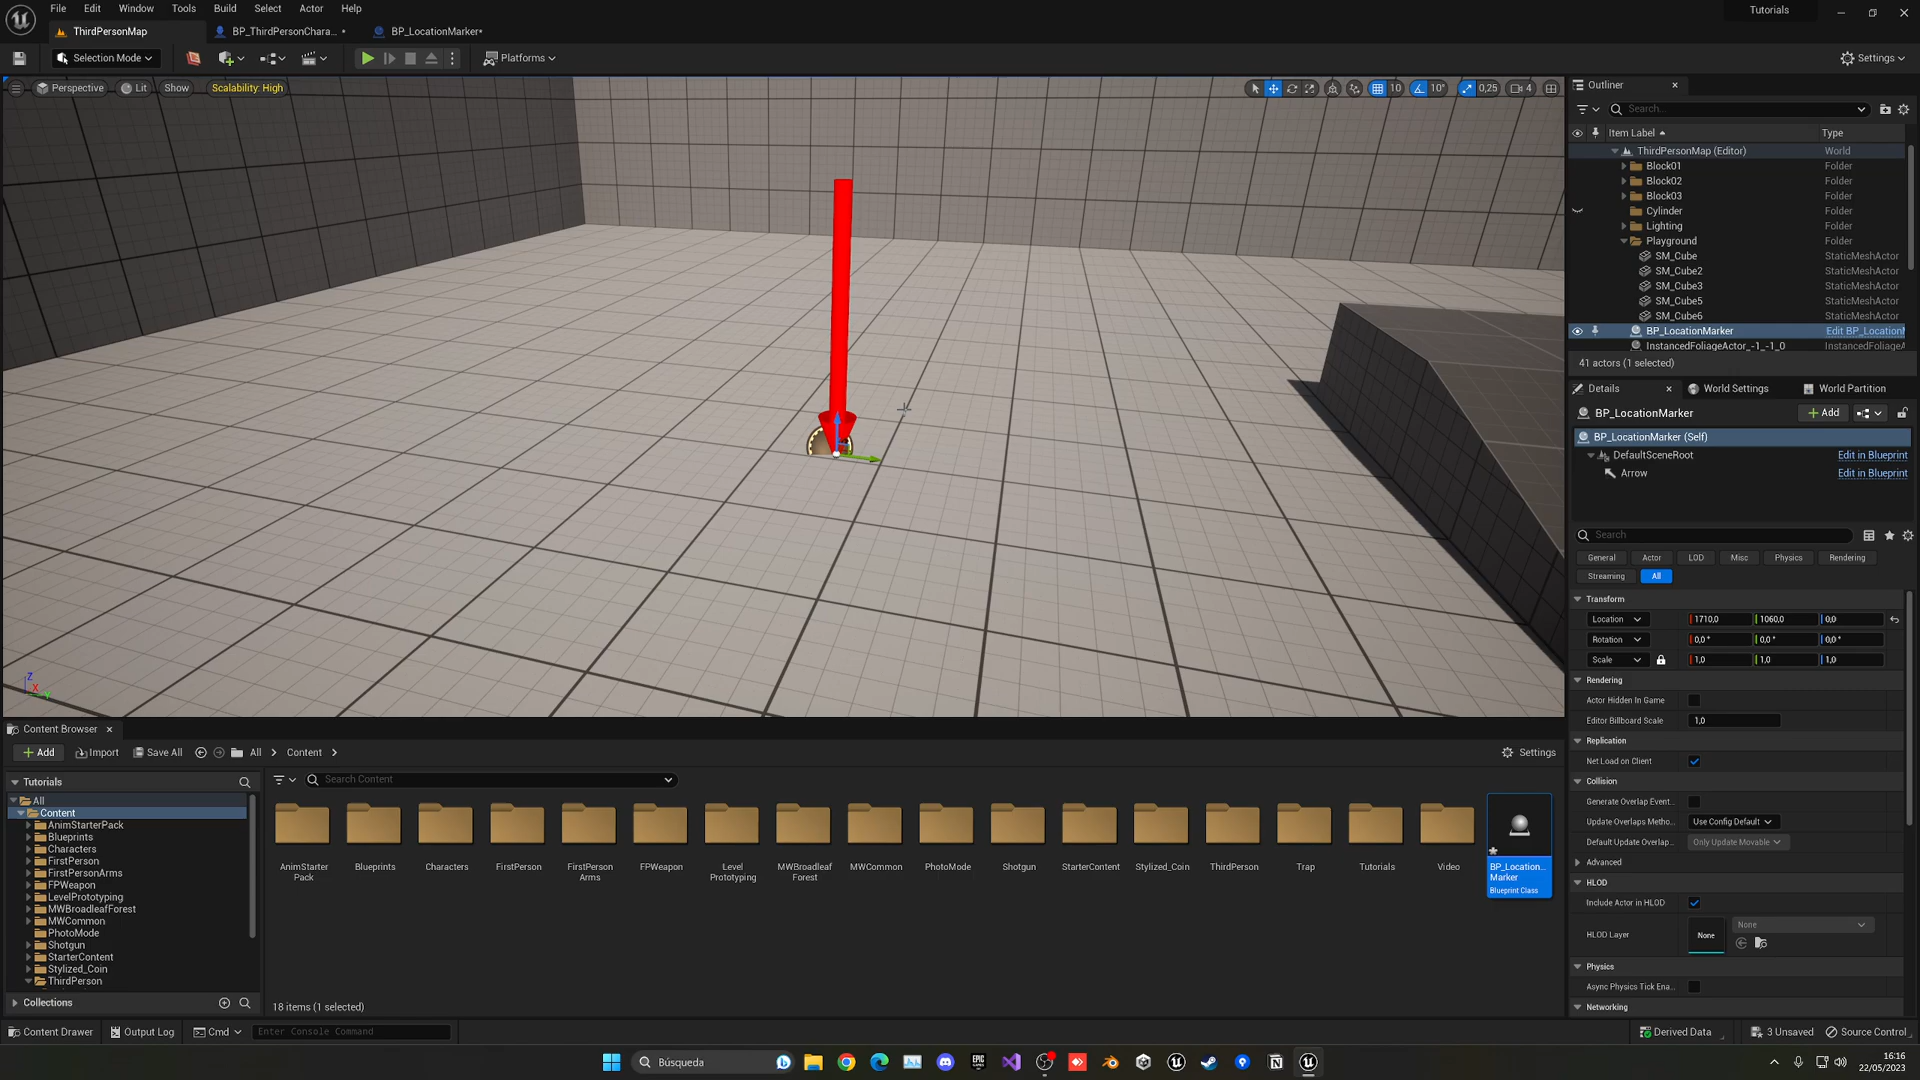 File Edit Window Tools Build Select Actor Help
Tutorials
ThirdPersonMap
BP_ThirdPersonChara... •
BP_LocationMarker•
Selection Mode
Platforms
Settings
Perspective
Lit
Show
Scalability: High
10
10°
0,25
4
Outliner
Search...
Item Label
Type
ThirdPersonMap (Editor) World
Block01 Folder
Block02 Folder
Block03 Folder
Cylinder Folder
Lighting Folder
Playground Folder
SM_Cube StaticMeshActor
SM_Cube2 StaticMeshActor
SM_Cube3 StaticMeshActor
SM_Cube5 StaticMeshActor
SM_Cube6 StaticMeshActor
BP_LocationMarker Edit BP_Location
InstancedFoliageActor_-1_-1_0 InstancedFoliageA
41 actors (1 selected)
Details
World Settings
World Partition
BP_LocationMarker
Add
BP_LocationMarker (Self)
DefaultSceneRoot Edit in Blueprint
Arrow Edit in Blueprint
Search
General Actor LOD Misc Physics Rendering
Streaming All
Transform
Location 1710,0 1060,0 0,0
Rotation 0,0 ° 0,0 ° 0,0 °
Scale 1,0 1,0 1,0
Rendering
Actor Hidden In Game
Editor Billboard Scale 1,0
Replication
Net Load on Client
Collision
Generate Overlap Event...
Update Overlaps Metho... Use Config Default
Default Update Overlap... Only Update Movable
Advanced
HLOD
Include Actor in HLOD
None
HLOD Layer
None
Physics
Async Physics Tick Ena...
Networking
Content Browser
Add
Import
Save All
All
Content
Settings
Tutorials
All
Content
AnimStarterPack
Blueprints
Characters
FirstPerson
FirstPersonArms
FPWeapon
LevelPrototyping
MWBroadleafForest
MWCommon
PhotoMode
Shotgun
StarterContent
Stylized_Coin
ThirdPerson
Collections
Search Content
AnimStarter Pack
Blueprints
Characters
FirstPerson
FirstPerson Arms
FPWeapon
Level Prototyping
MWBroadleaf Forest
MWCommon
PhotoMode
Shotgun
StarterContent
Stylized_Coin
ThirdPerson
Trap
Tutorials
Video
BP_Location... Marker
Blueprint Class
18 items (1 selected)
Content Drawer
Output Log
Cmd
Enter Console Command
Derived Data
3 Unsaved
Source Control
Búsqueda
16:16
22/05/2023